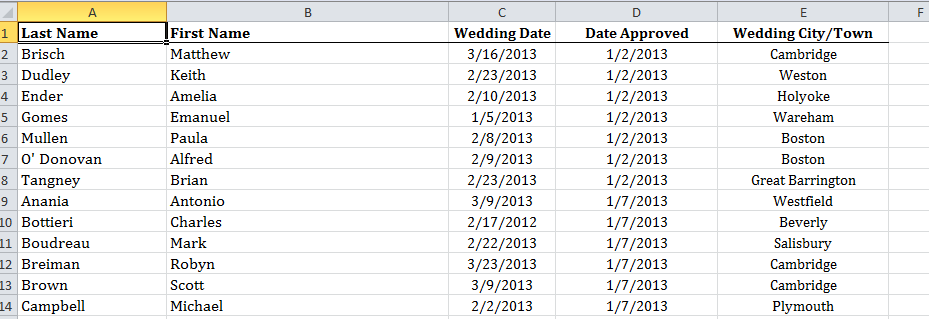 A B C D E F
1 Last Name First Name Wedding Date Date Approved Wedding City/Town
2 Brisch Matthew 3/16/2013 1/2/2013 Cambridge
3 Dudley Keith 2/23/2013 1/2/2013 Weston
4 Ender Amelia 2/10/2013 1/2/2013 Holyoke
5 Gomes Emanuel 1/5/2013 1/2/2013 Wareham
6 Mullen Paula 2/8/2013 1/2/2013 Boston
7 O' Donovan Alfred 2/9/2013 1/2/2013 Boston
8 Tangney Brian 2/23/2013 1/2/2013 Great Barrington
9 Anania Antonio 3/9/2013 1/7/2013 Westfield
10 Bottieri Charles 2/17/2012 1/7/2013 Beverly
11 Boudreau Mark 2/22/2013 1/7/2013 Salisbury
12 Breiman Robyn 3/23/2013 1/7/2013 Cambridge
13 Brown Scott 3/9/2013 1/7/2013 Cambridge
14 Campbell Michael 2/2/2013 1/7/2013 Plymouth